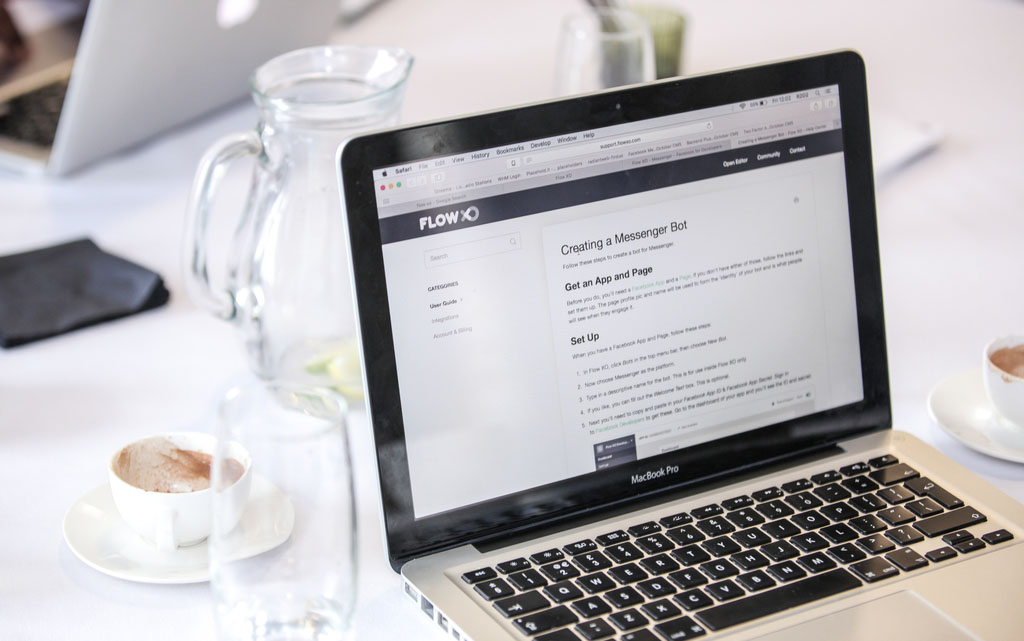 Safari File Edit View History Bookmarks Develop Window Help
Fri 12:02
support.flowxo.com
Flow XO
FLOW XO
Open Editor Community Contact
Search
CATEGORIES
User Guide
Integrations
Account & Billing
Creating a Messenger Bot
Follow these steps to create a bot for Messenger.
Get an App and Page
Before you do, you'll need a Facebook App and a Page. If you don't have either of those, follow the links and
set them up. The page profile pic and name will be used to form the 'identity' of your bot and is what people
will see when they engage it.
Set Up
When you have a Facebook App and Page, follow these steps:
1. In Flow XO, click Bots in the top menu bar, then choose New Bot.
2. Now choose Messenger as the platform.
3. Type in a descriptive name for the bot. This is for use inside Flow XO only.
4. If you like, you can fill out the Welcome Text box. This is optional.
5. Next you'll need to copy and paste in your Facebook App ID & Facebook App Secret. Sign in
to Facebook Developers to get these. Go to the dashboard of your app and you'll see the ID and secret
MacBook Pro
Q W E R T Y U I O P
A S D F G H J K L
Z X C V B N M